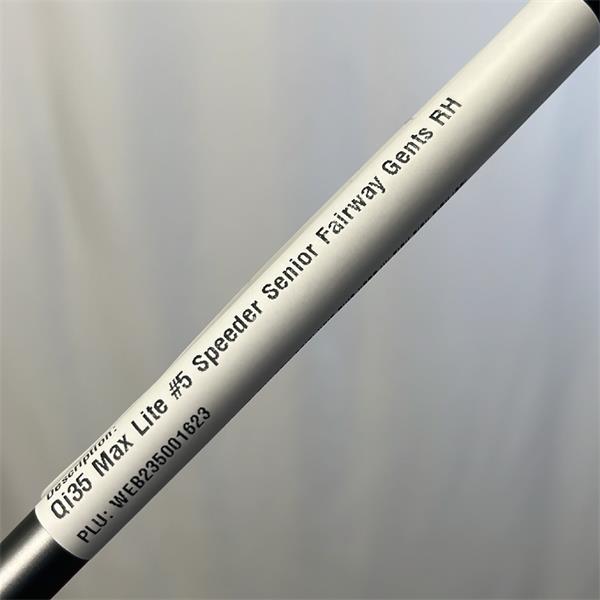 Description:
Qi35 Max Lite #5 Speeder Senior Fairway Gents RH
PLU: WEB235001623